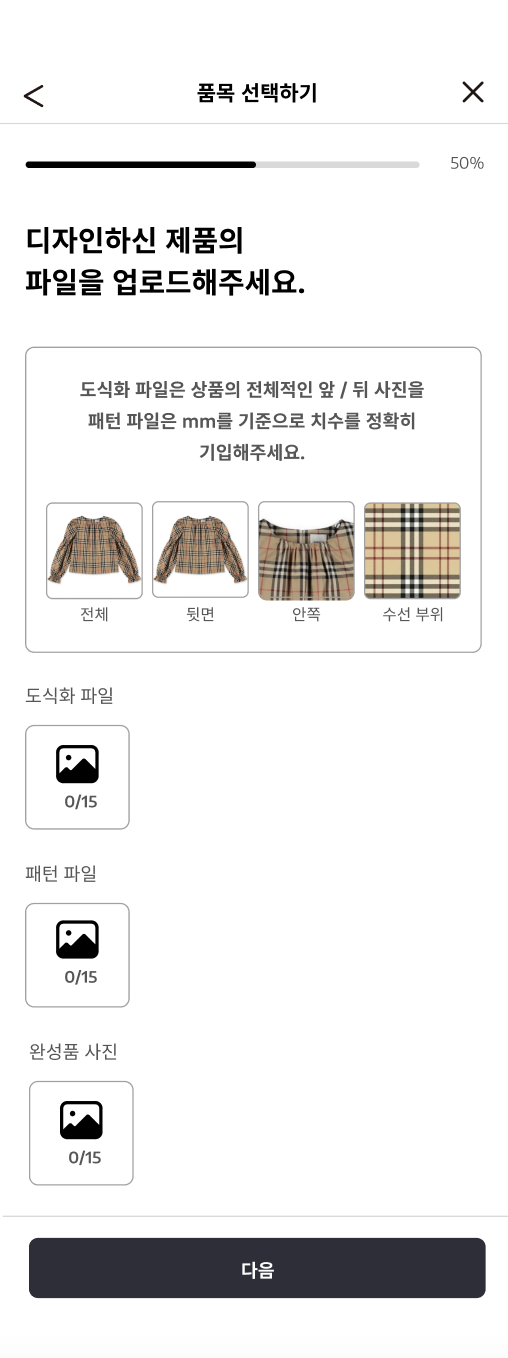 <
품목 선택하기
50%
디자인하신 제품의
파일을 업로드해주세요.
도식화 파일은 상품의 전체적인 앞 / 뒤 사진을
패턴 파일은 mm를 기준으로 치수를 정확히
기입해주세요.
전체 뒷면 안쪽 수선 부위
도식화 파일
0/15
패턴 파일
0/15
완성품 사진
0/15
다음